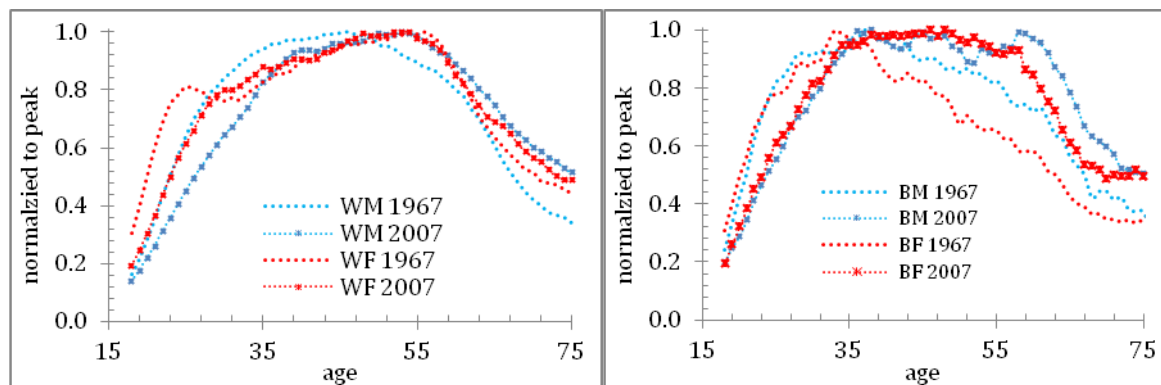 normalzied to peak
1.0
0.8
0.6
0.4
0.2
0.0
WM 1967
WM 2007
WF 1967
WF 2007
15
35
55
75
age
normalzied to peak
1.0
0.8
0.6
0.4
0.2
0.0
BM 1967
BM 2007
BF 1967
BF 2007
15
35
55
75
age